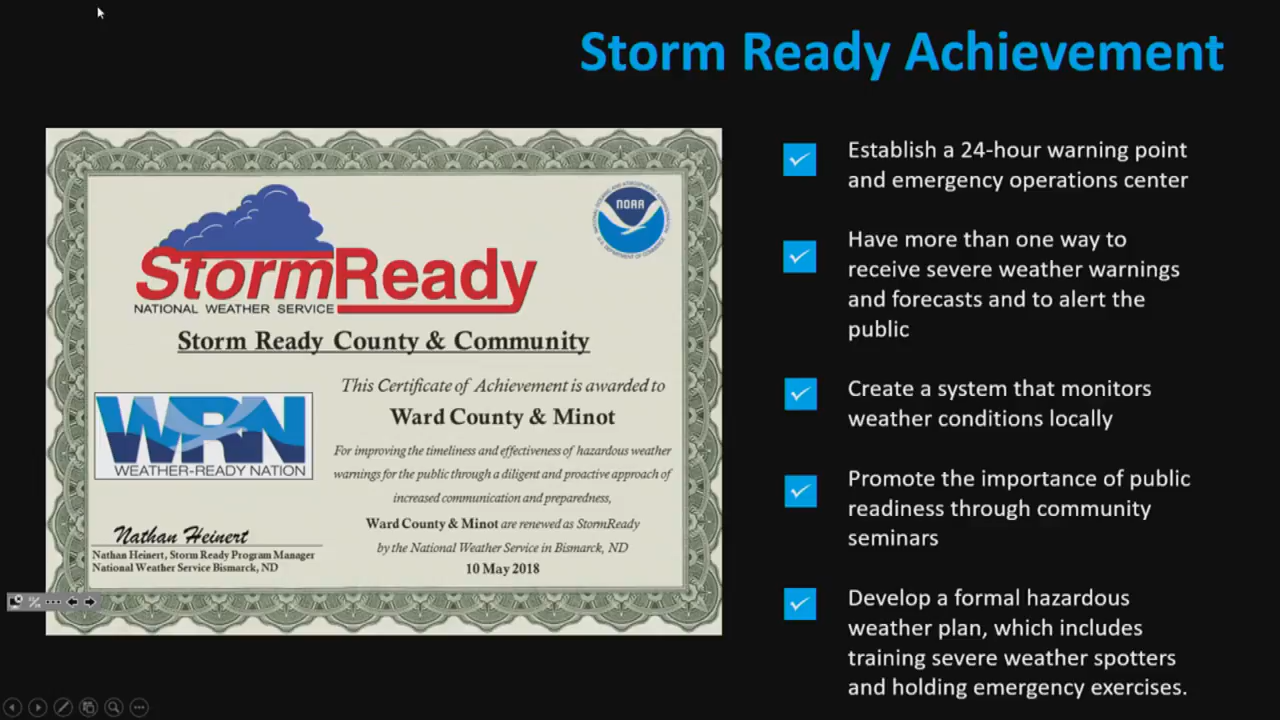 Storm Ready Achievement
NOAA
StormReady
NATIONAL WEATHER SERVICE
Storm Ready County & Community
This Certificate of Achievement is awarded to
Ward County & Minot
For improving the timeliness and effectiveness of hazardous weather
warnings for the public through a diligent and proactive approach of
increased communication and preparedness,
Ward County & Minot are renewed as StormReady
by the National Weather Service in Bismarck, ND
10 May 2018
WRN
WEATHER-READY NATION
Nathan Heinert
Nathan Heinert, Storm Ready Program Manager
National Weather Service Bismarck, ND
Establish a 24-hour warning point
and emergency operations center
Have more than one way to
receive severe weather warnings
and forecasts and to alert the
public
Create a system that monitors
weather conditions locally
Promote the importance of public
readiness through community
seminars
Develop a formal hazardous
weather plan, which includes
training severe weather spotters
and holding emergency exercises.